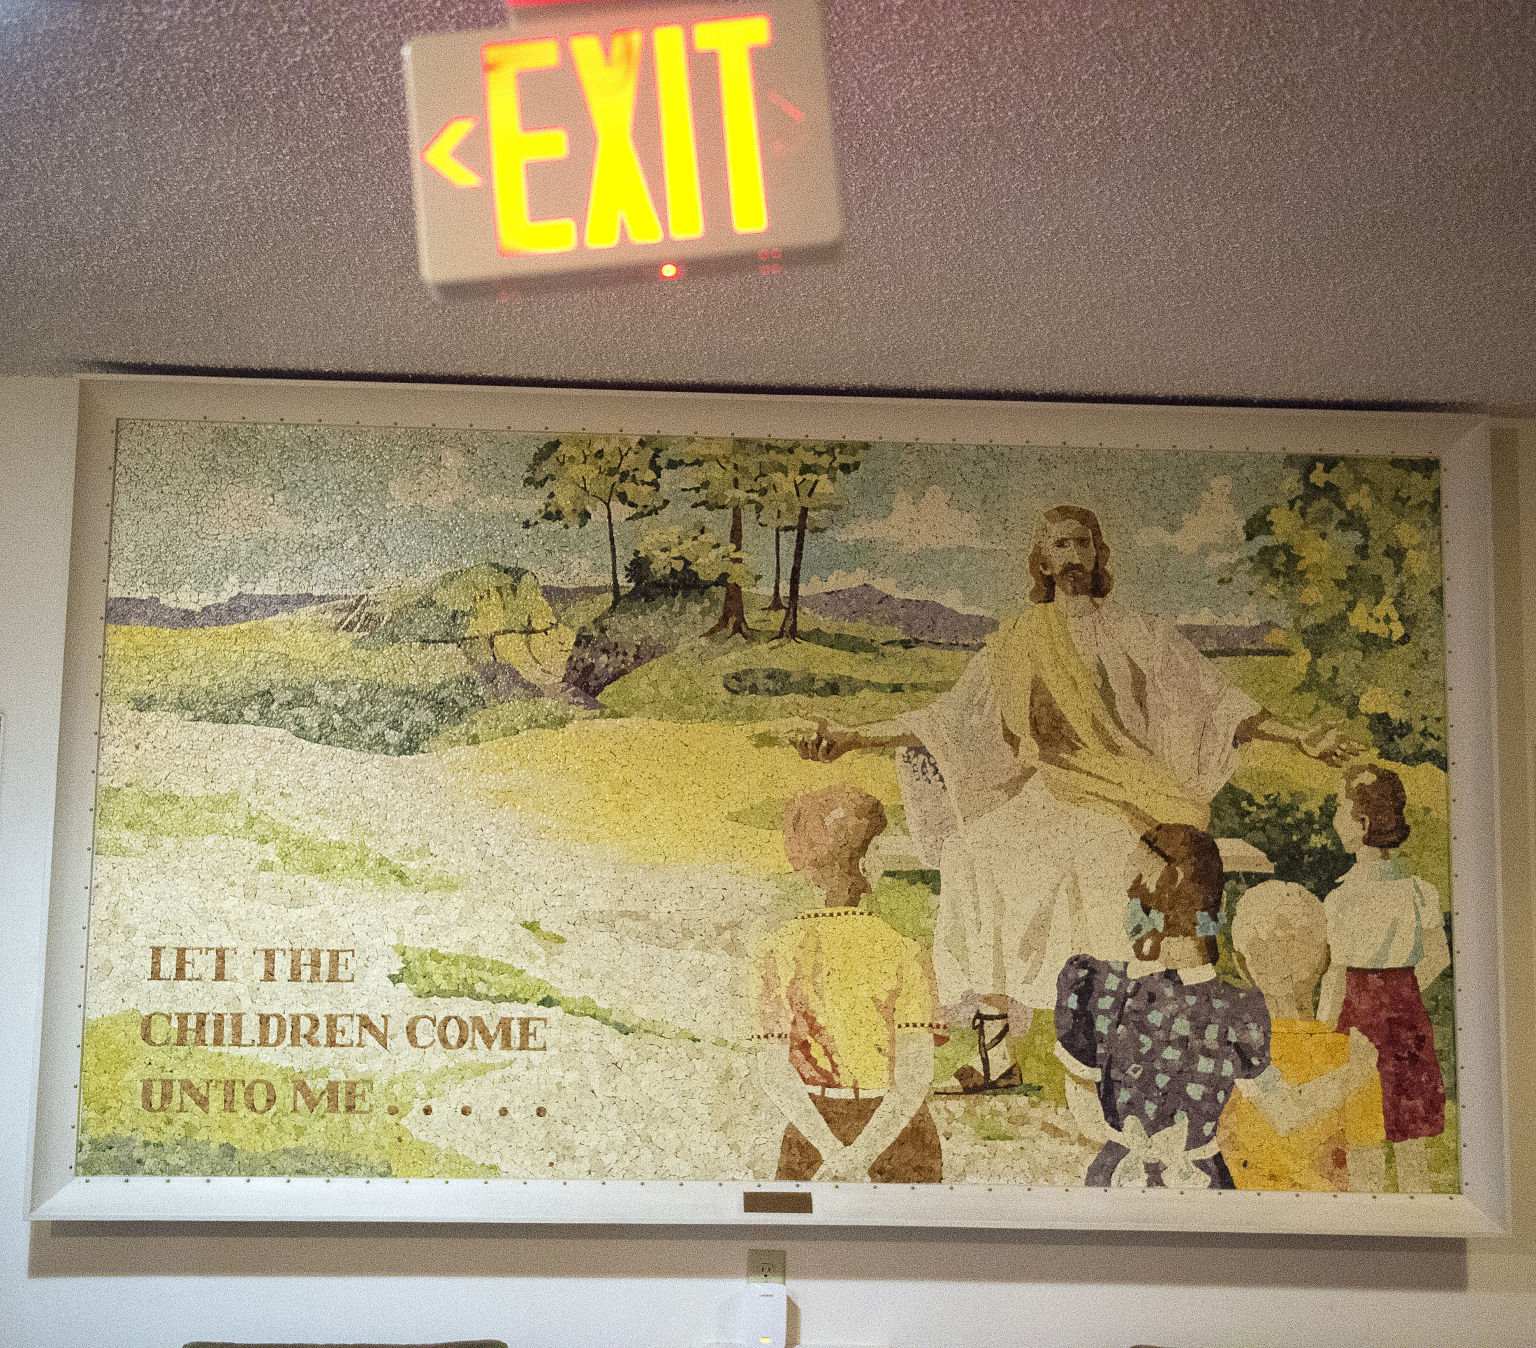 <EXIT
LET THE
CHILDREN COME
UNTO ME.....